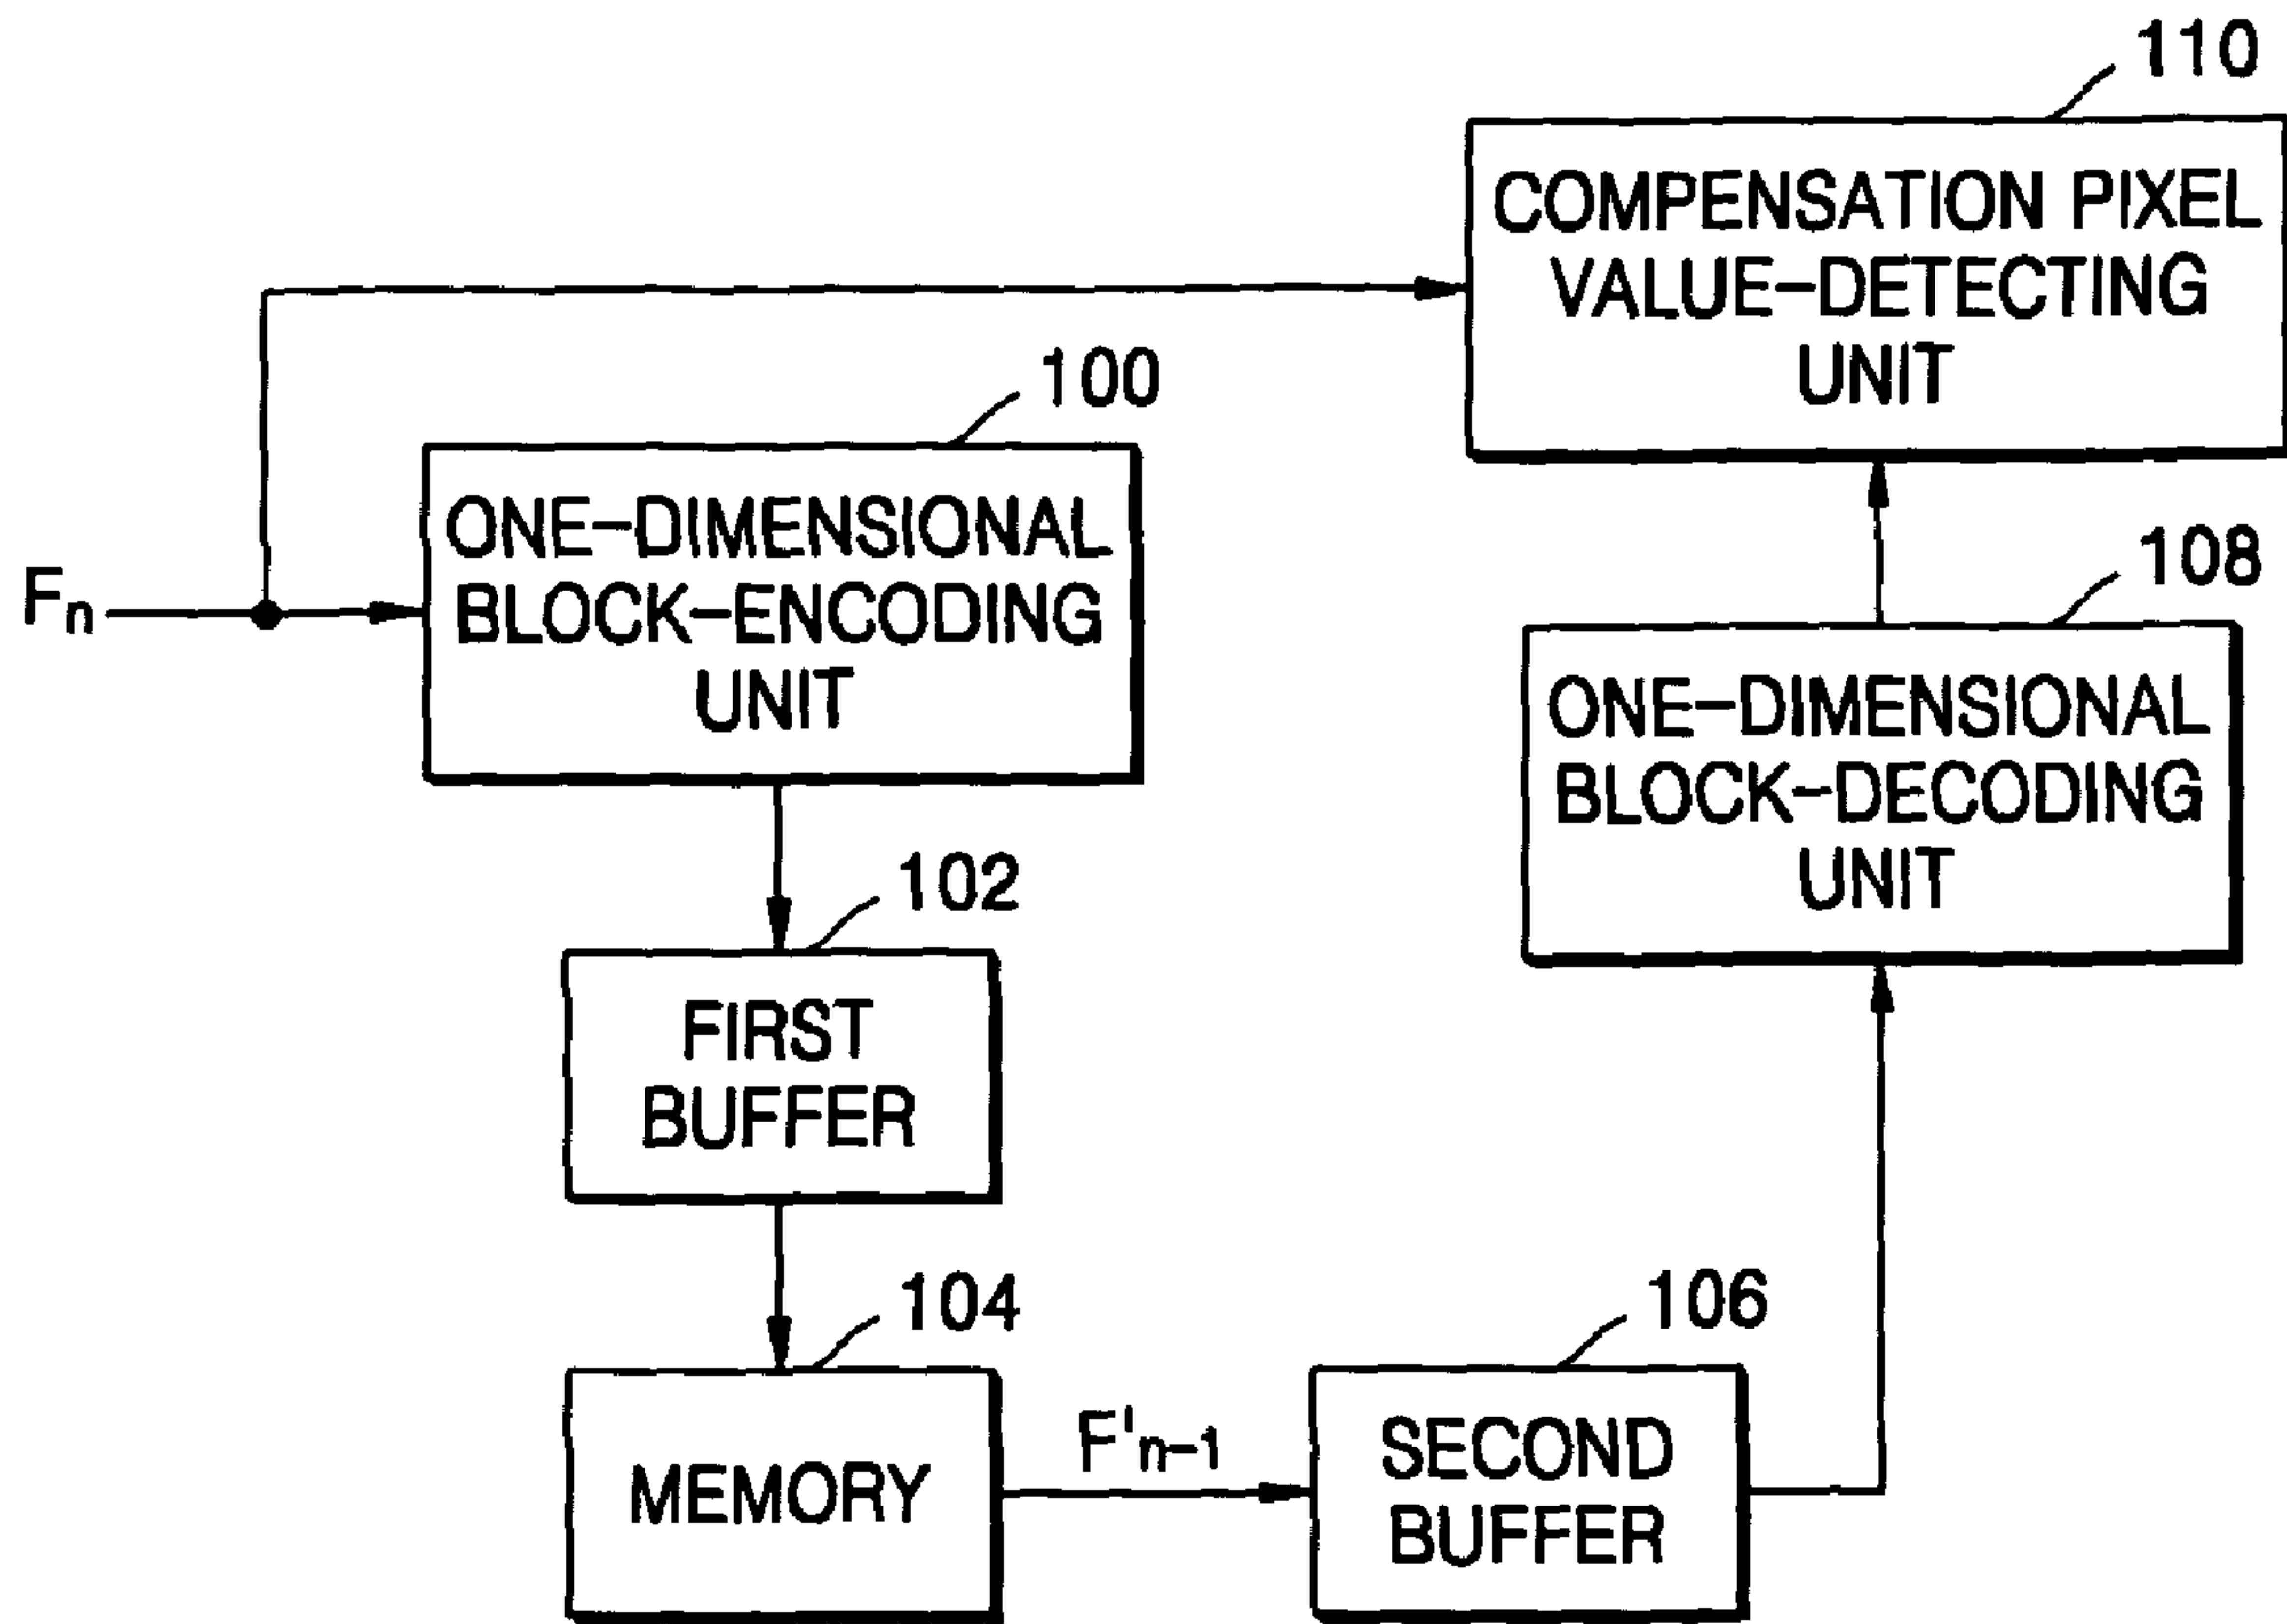 110
COMPENSATION PIXEL
VALUE-DETECTING
UNIT
100
ONE-DIMENSIONAL
BLOCK-ENCODING
UNIT
Fn
108
ONE-DIMENSIONAL
BLOCK-DECODING
UNIT
102
FIRST
BUFFER
104
MEMORY
F'n-1
106
SECOND
BUFFER